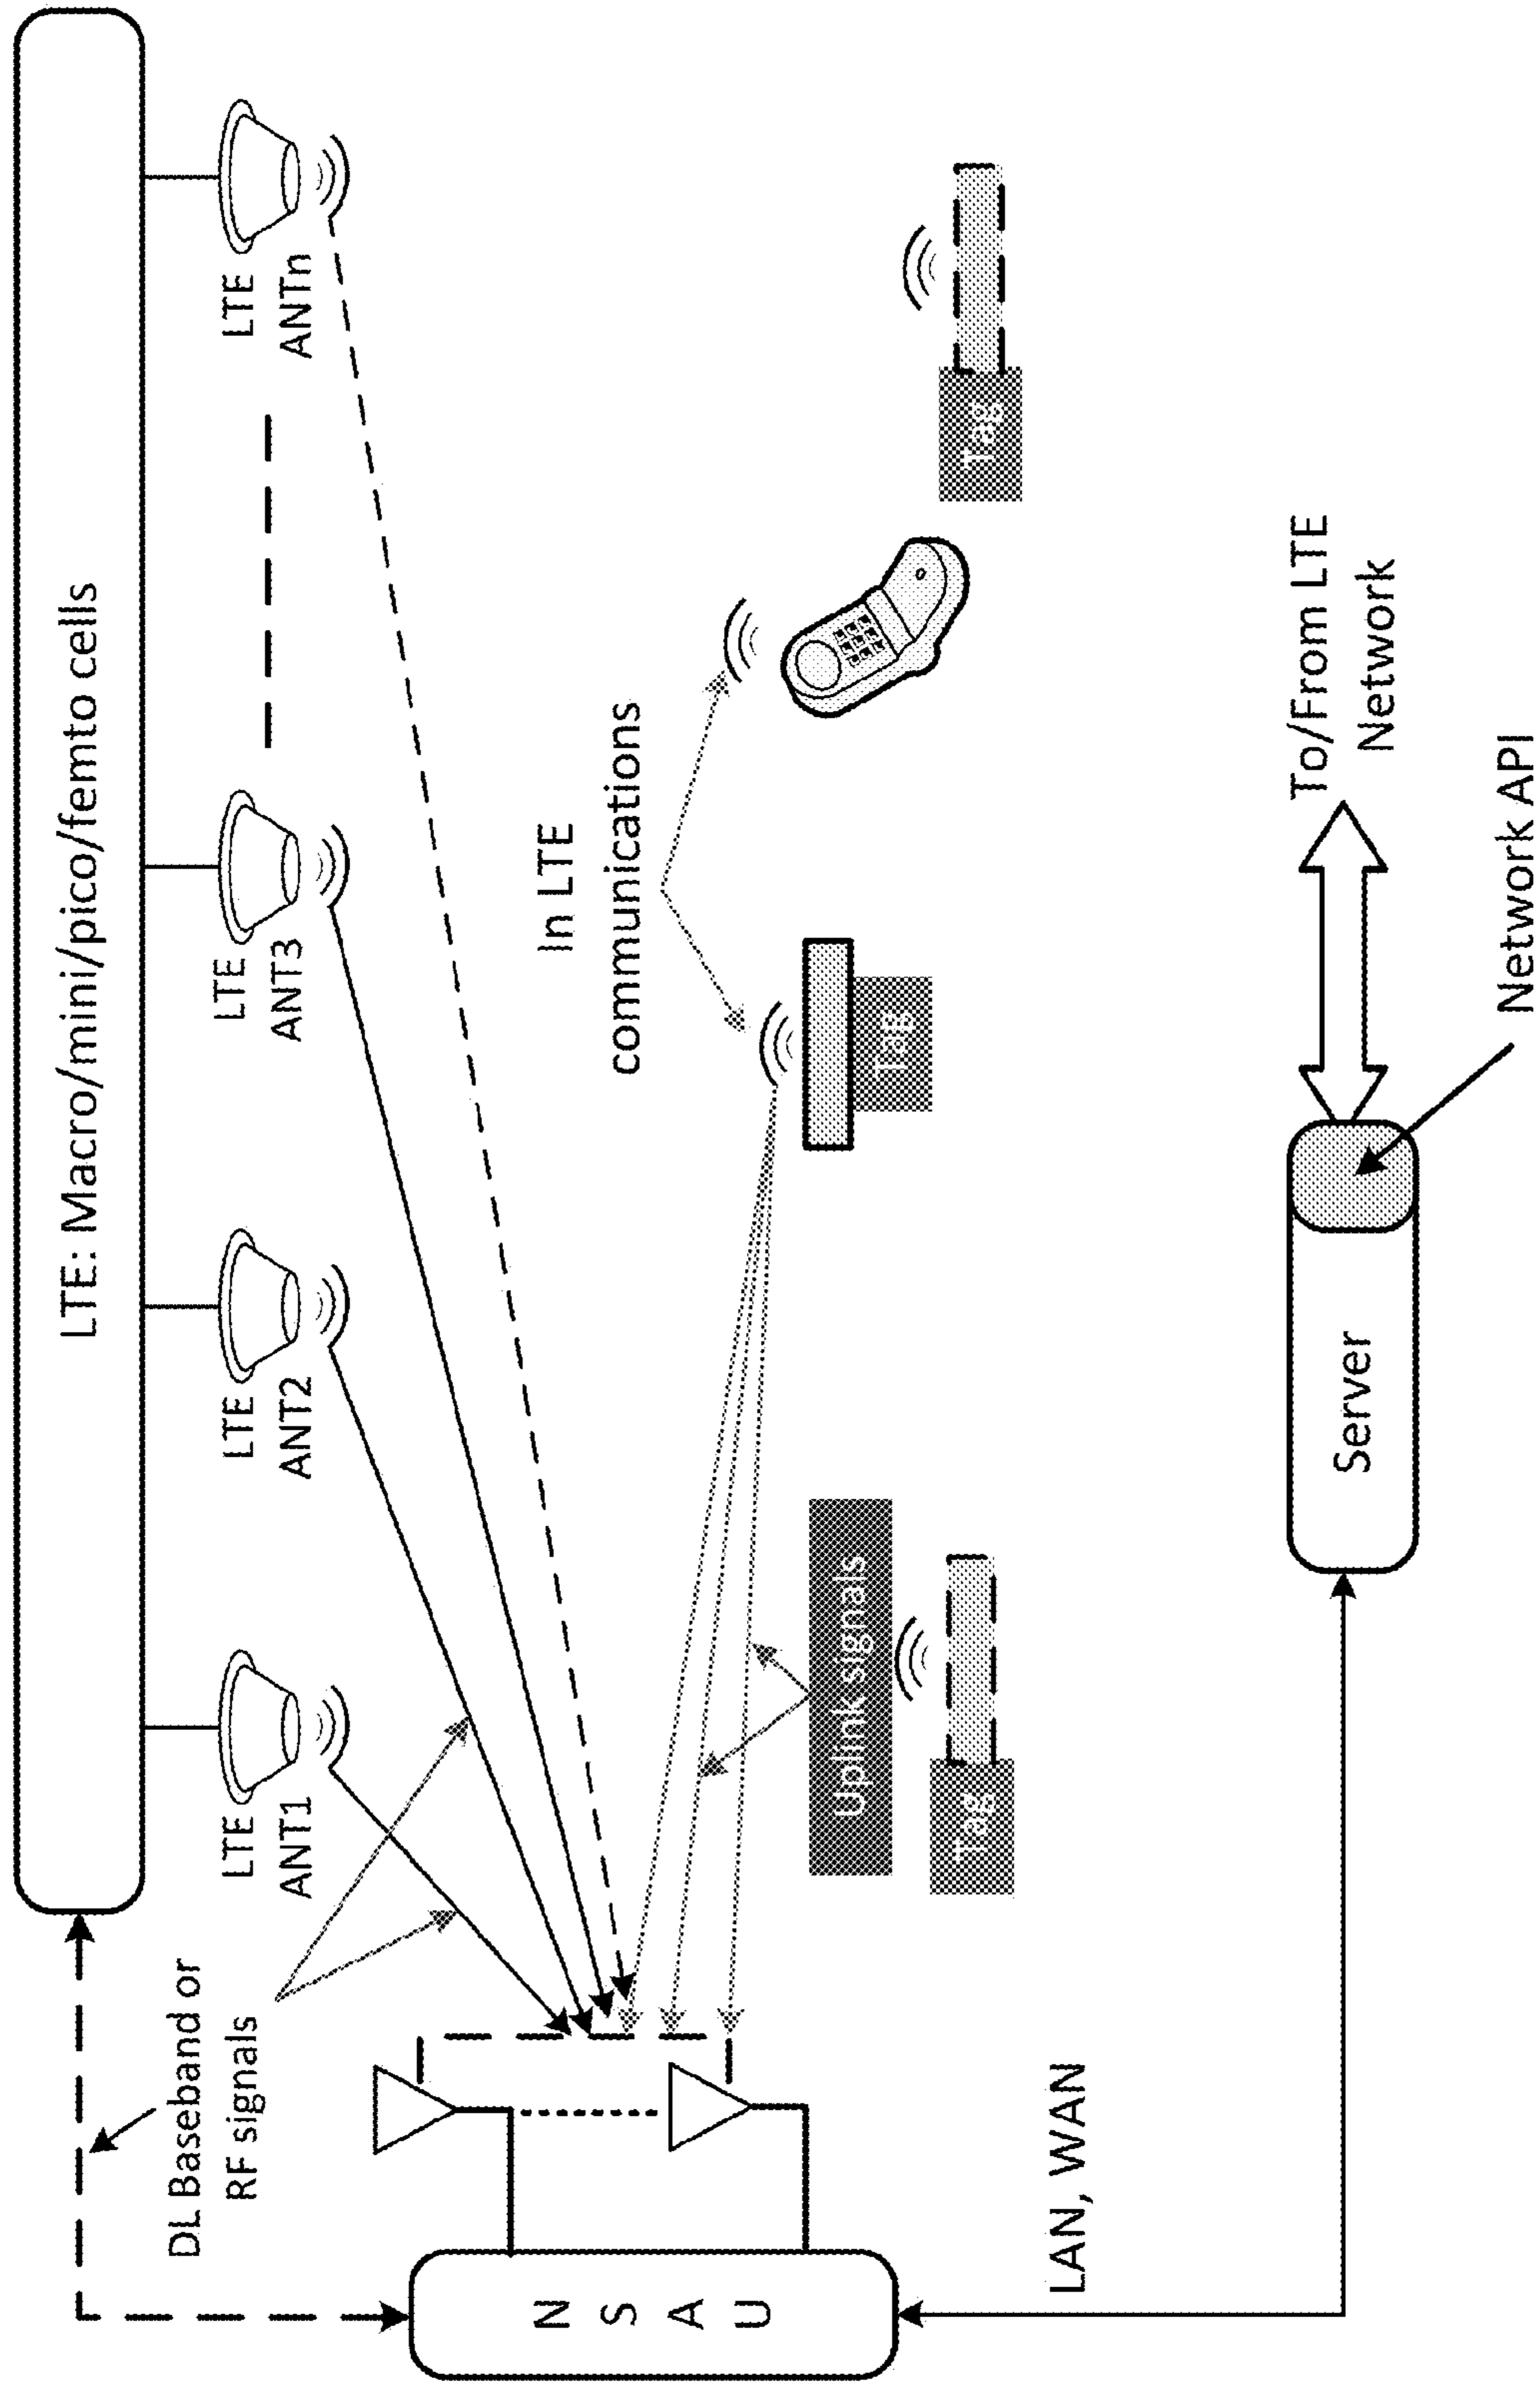 LTE: Macro/mini/pico/femto cells
LTE
ANT1
LTE
ANT2
LTE
ANT3
LTE
ANTn
DL Baseband or
RF signals
In LTE
communications
N
S
A
U
Uplink signals
Tag
Tag
Tag
LAN, WAN
Server
To/From LTE
Network
Network API